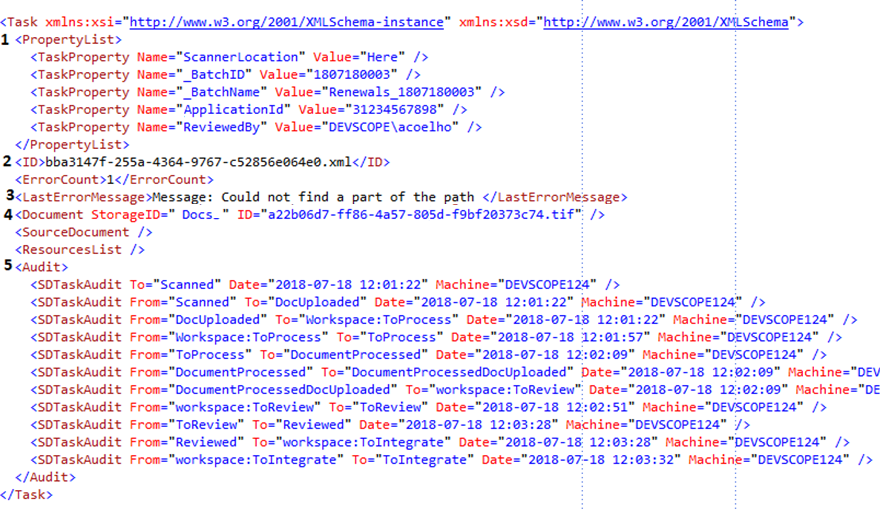 <Task xmlns:xsi="http://www.w3.org/2001/XMLSchema-instance" xmlns:xsd="http://www.w3.org/2001/XMLSchema">
1 <PropertyList>
<TaskProperty Name="ScannerLocation" Value="Here" />
<TaskProperty Name="_BatchID" Value="1807180003" />
<TaskProperty Name="_BatchName" Value="Renewals_1807180003" />
<TaskProperty Name="ApplicationId" Value="31234567898" />
<TaskProperty Name="ReviewedBy" Value="DEVSCOPE\acoelho" />
</PropertyList>
2 <ID>bba3147f-255a-4364-9767-c52856e064e0.xml</ID>
<ErrorCount>1</ErrorCount>
3 <LastErrorMessage>Message: Could not find a part of the path </LastErrorMessage>
4 <Document StorageID=" Docs_ " ID="a22b06d7-ff86-4a57-805d-f9bf20373c74.tif" />
<SourceDocument />
<ResourcesList />
5 <Audit>
<SDTaskAudit To="Scanned" Date="2018-07-18 12:01:22" Machine="DEVSCOPE124" />
<SDTaskAudit From="Scanned" To="DocUploaded" Date="2018-07-18 12:01:22" Machine="DEVSCOPE124" />
<SDTaskAudit From="DocUploaded" To="Workspace:ToProcess" Date="2018-07-18 12:01:22" Machine="DEVSCOPE124" />
<SDTaskAudit From="Workspace:ToProcess" To="ToProcess" Date="2018-07-18 12:01:57" Machine="DEVSCOPE124" />
<SDTaskAudit From="ToProcess" To="DocumentProcessed" Date="2018-07-18 12:02:09" Machine="DEVSCOPE124" />
<SDTaskAudit From="DocumentProcessed" To="DocumentProcessedDocUploaded" Date="2018-07-18 12:02:09" Machine="DEV
<SDTaskAudit From="DocumentProcessedDocUploaded" To="workspace:ToReview" Date="2018-07-18 12:02:09" Machine="DE
<SDTaskAudit From="workspace:ToReview" To="ToReview" Date="2018-07-18 12:02:51" Machine="DEVSCOPE124" />
<SDTaskAudit From="ToReview" To="Reviewed" Date="2018-07-18 12:03:28" Machine="DEVSCOPE124" />
<SDTaskAudit From="Reviewed" To="workspace:ToIntegrate" Date="2018-07-18 12:03:28" Machine="DEVSCOPE124" />
<SDTaskAudit From="workspace:ToIntegrate" To="ToIntegrate" Date="2018-07-18 12:03:32" Machine="DEVSCOPE124" />
</Audit>
</Task>